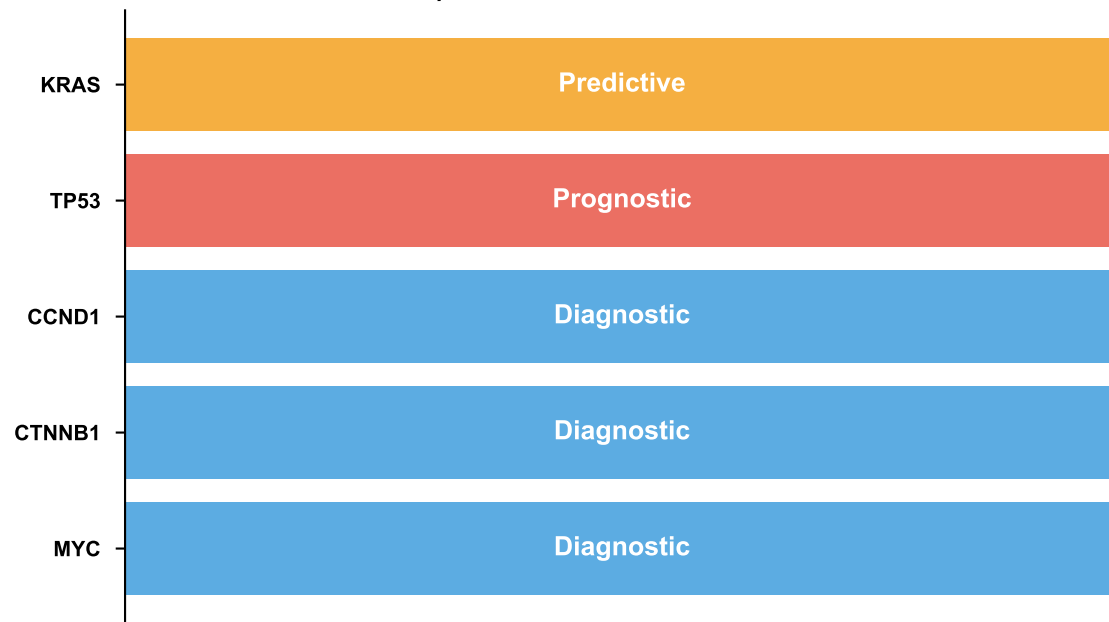 KRAS Predictive
TP53 Prognostic
CCND1 Diagnostic
CTNNB1 Diagnostic
MYC Diagnostic